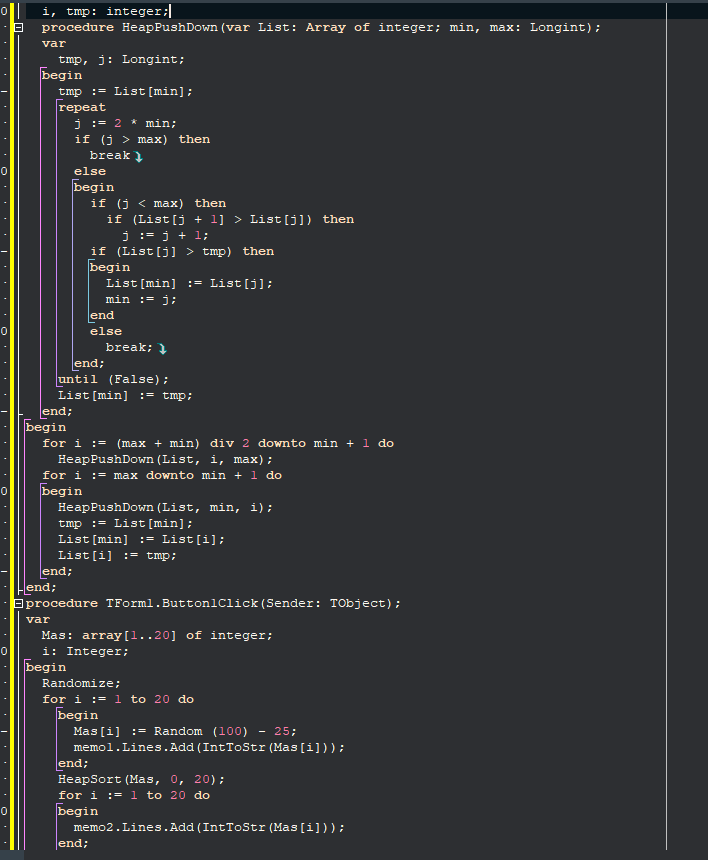 i, tmp: integer;
procedure HeapPushDown(var List: Array of integer; min, max: Longint);
var
tmp, j: Longint;
begin
tmp := List[min];
repeat
j := 2 * min;
if (j > max) then
break
else
begin
if (j < max) then
if (List[j + 1] > List[j]) then
j := j + 1;
if (List[j] > tmp) then
begin
List[min] := List[j];
min := j;
end
else
break;
end;
until (False);
List[min] := tmp;
end;
begin
for i := (max + min) div 2 downto min + 1 do
HeapPushDown(List, i, max);
for i := max downto min + 1 do
begin
HeapPushDown(List, min, i);
tmp := List[min];
List[min] := List[i];
List[i] := tmp;
end;
end;
procedure TForm1.Button1Click(Sender: TObject);
var
Mas: array[1..20] of integer;
i: Integer;
begin
Randomize;
for i := 1 to 20 do
begin
Mas[i] := Random (100) - 25;
memo1.Lines.Add(IntToStr(Mas[i]));
end;
HeapSort(Mas, 0, 20);
for i := 1 to 20 do
begin
memo2.Lines.Add(IntToStr(Mas[i]));
end;